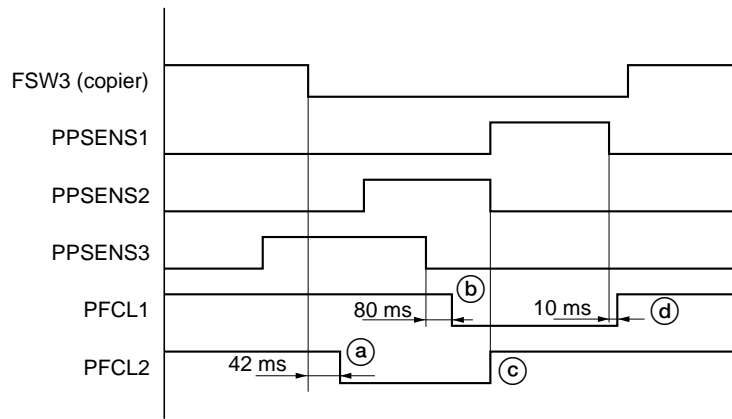 FSW3 (copier)
PPSENS1
PPSENS2
PPSENS3
PFCL1
80 ms
b
10 ms
d
PFCL2
42 ms
a
c